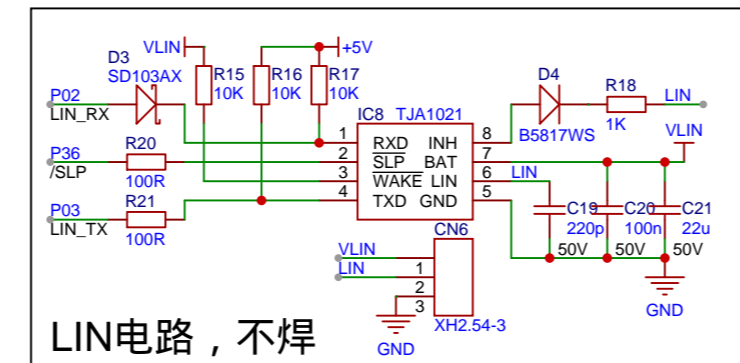 VLIN
+5V
D3
SD103AX
R15
10K
R16
10K
R17
10K
D4
B5817WS
R18
1K
LIN
P02
LIN_RX
IC8 TJA1021
1 RXD INH 8
2 SLP BAT 7
3 WAKE LIN 6
4 TXD GND 5
VLIN
LIN
P36
/SLP
R20
100R
P03
LIN_TX
R21
100R
C19
220p
50V
C20
100n
50V
C21
22u
50V
GND
CN6
VLIN
LIN
1
2
3
XH2.54-3
GND
LIN电路，不焊